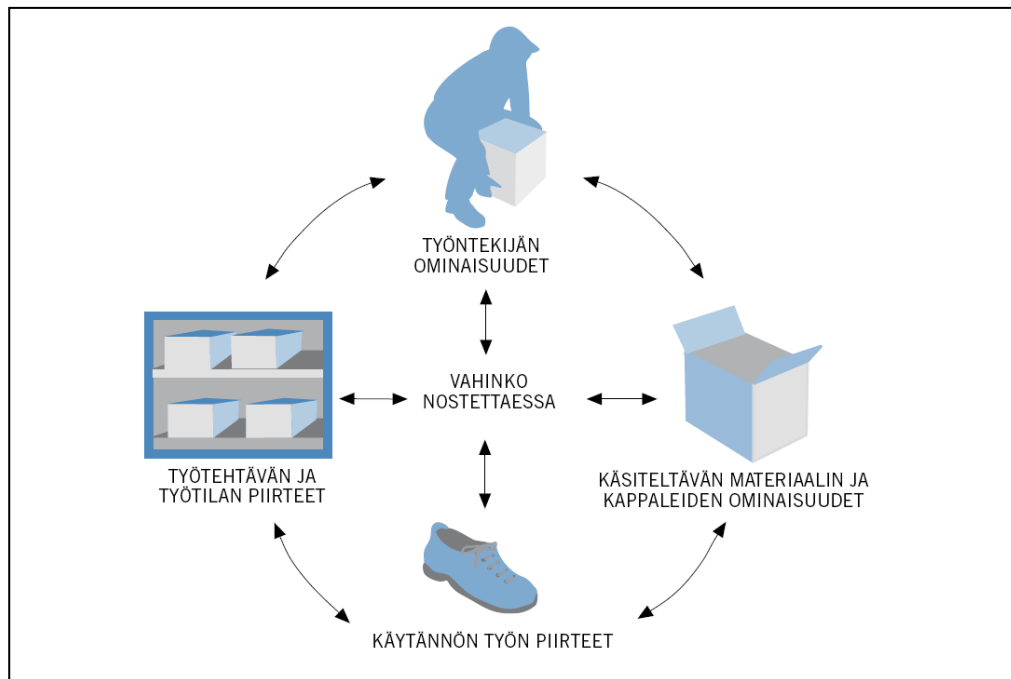 TYÖNTEKIJÄN
OMINAISUUDET
VAHINKO
NOSTETTAESSA
TYÖTEHTÄVÄN JA
TYÖTILAN PIIRTEET
KÄSITELTÄVÄN MATERIAALIN JA
KAPPALEIDEN OMINAISUUDET
KÄYTÄNNÖN TYÖN PIIRTEET